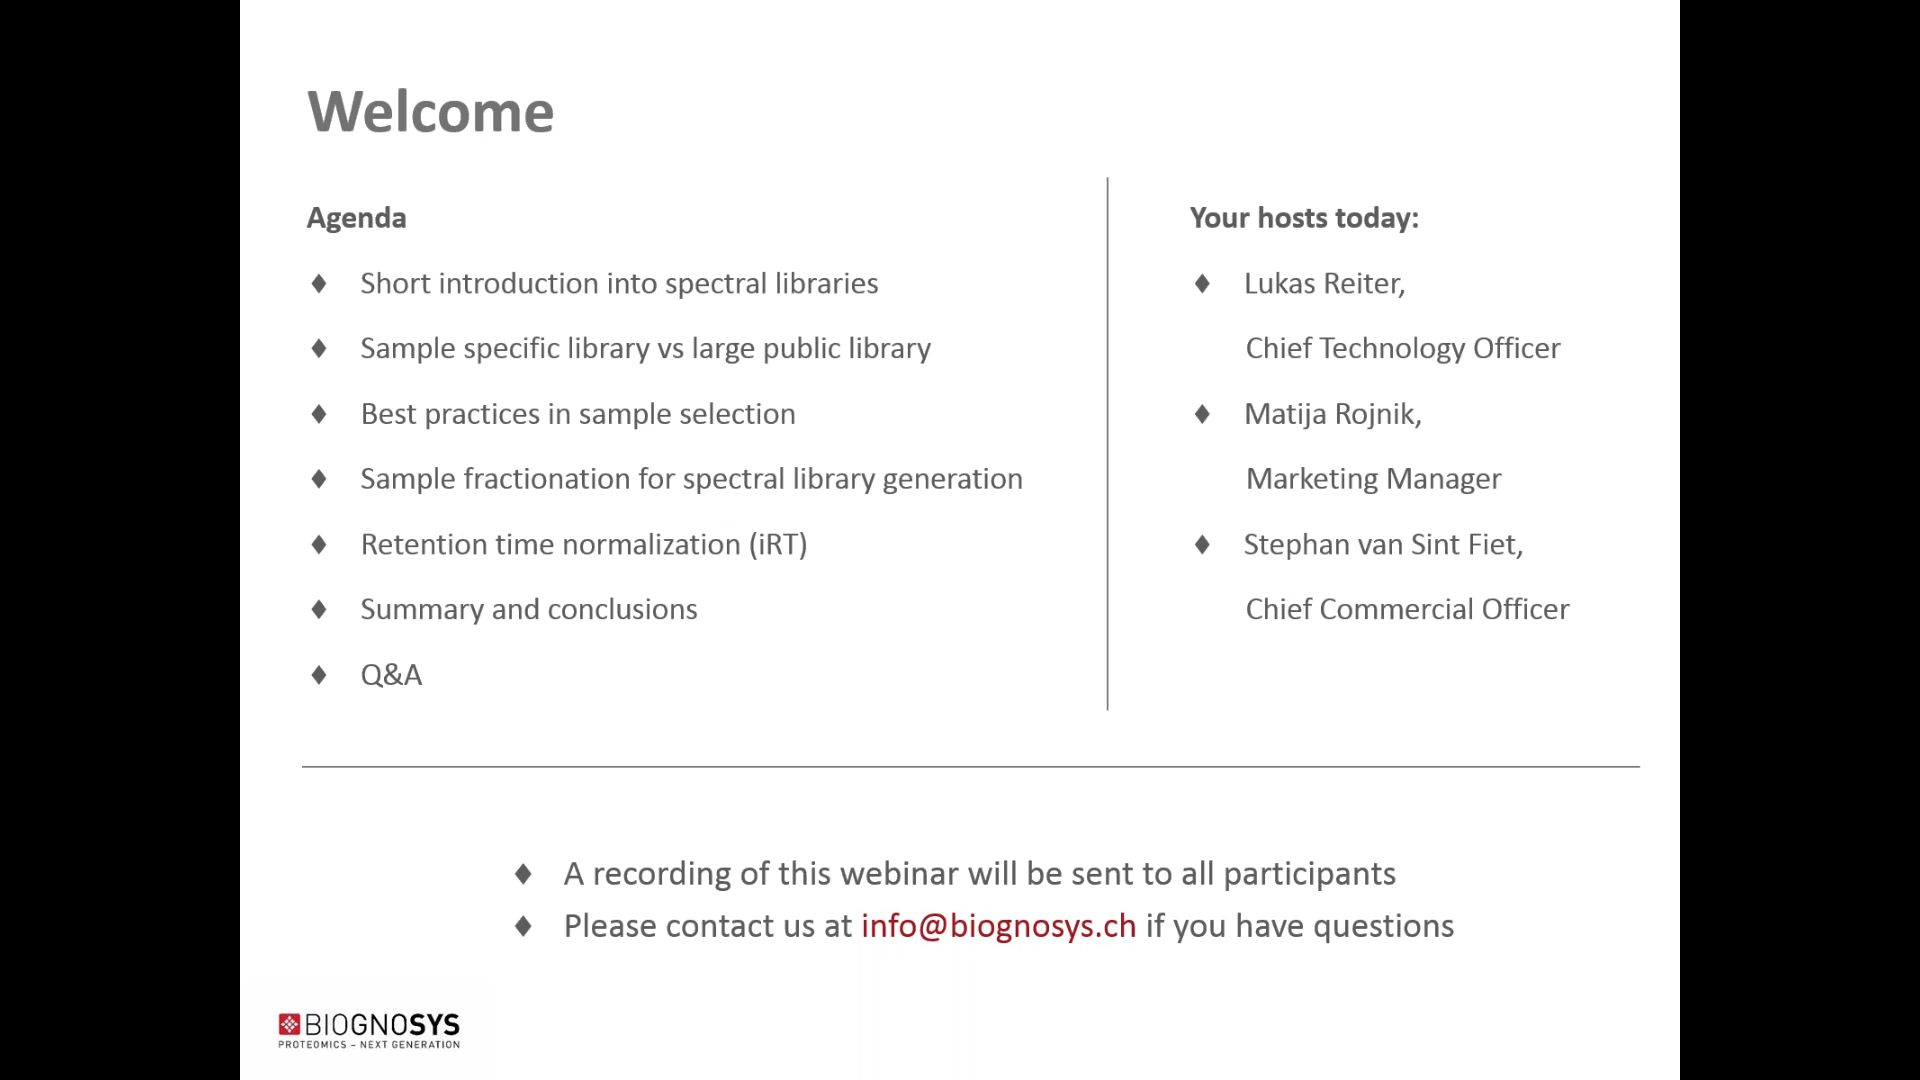 Welcome
Agenda
♦ Short introduction into spectral libraries
♦ Sample specific library vs large public library
♦ Best practices in sample selection
♦ Sample fractionation for spectral library generation
♦ Retention time normalization (iRT)
♦ Summary and conclusions
♦ Q&A
Your hosts today:
♦ Lukas Reiter,
Chief Technology Officer
♦ Matija Rojnik,
Marketing Manager
♦ Stephan van Sint Fiet,
Chief Commercial Officer
♦ A recording of this webinar will be sent to all participants
♦ Please contact us at info@biognosys.ch if you have questions
BIOGNOSYS
PROTEOMICS – NEXT GENERATION